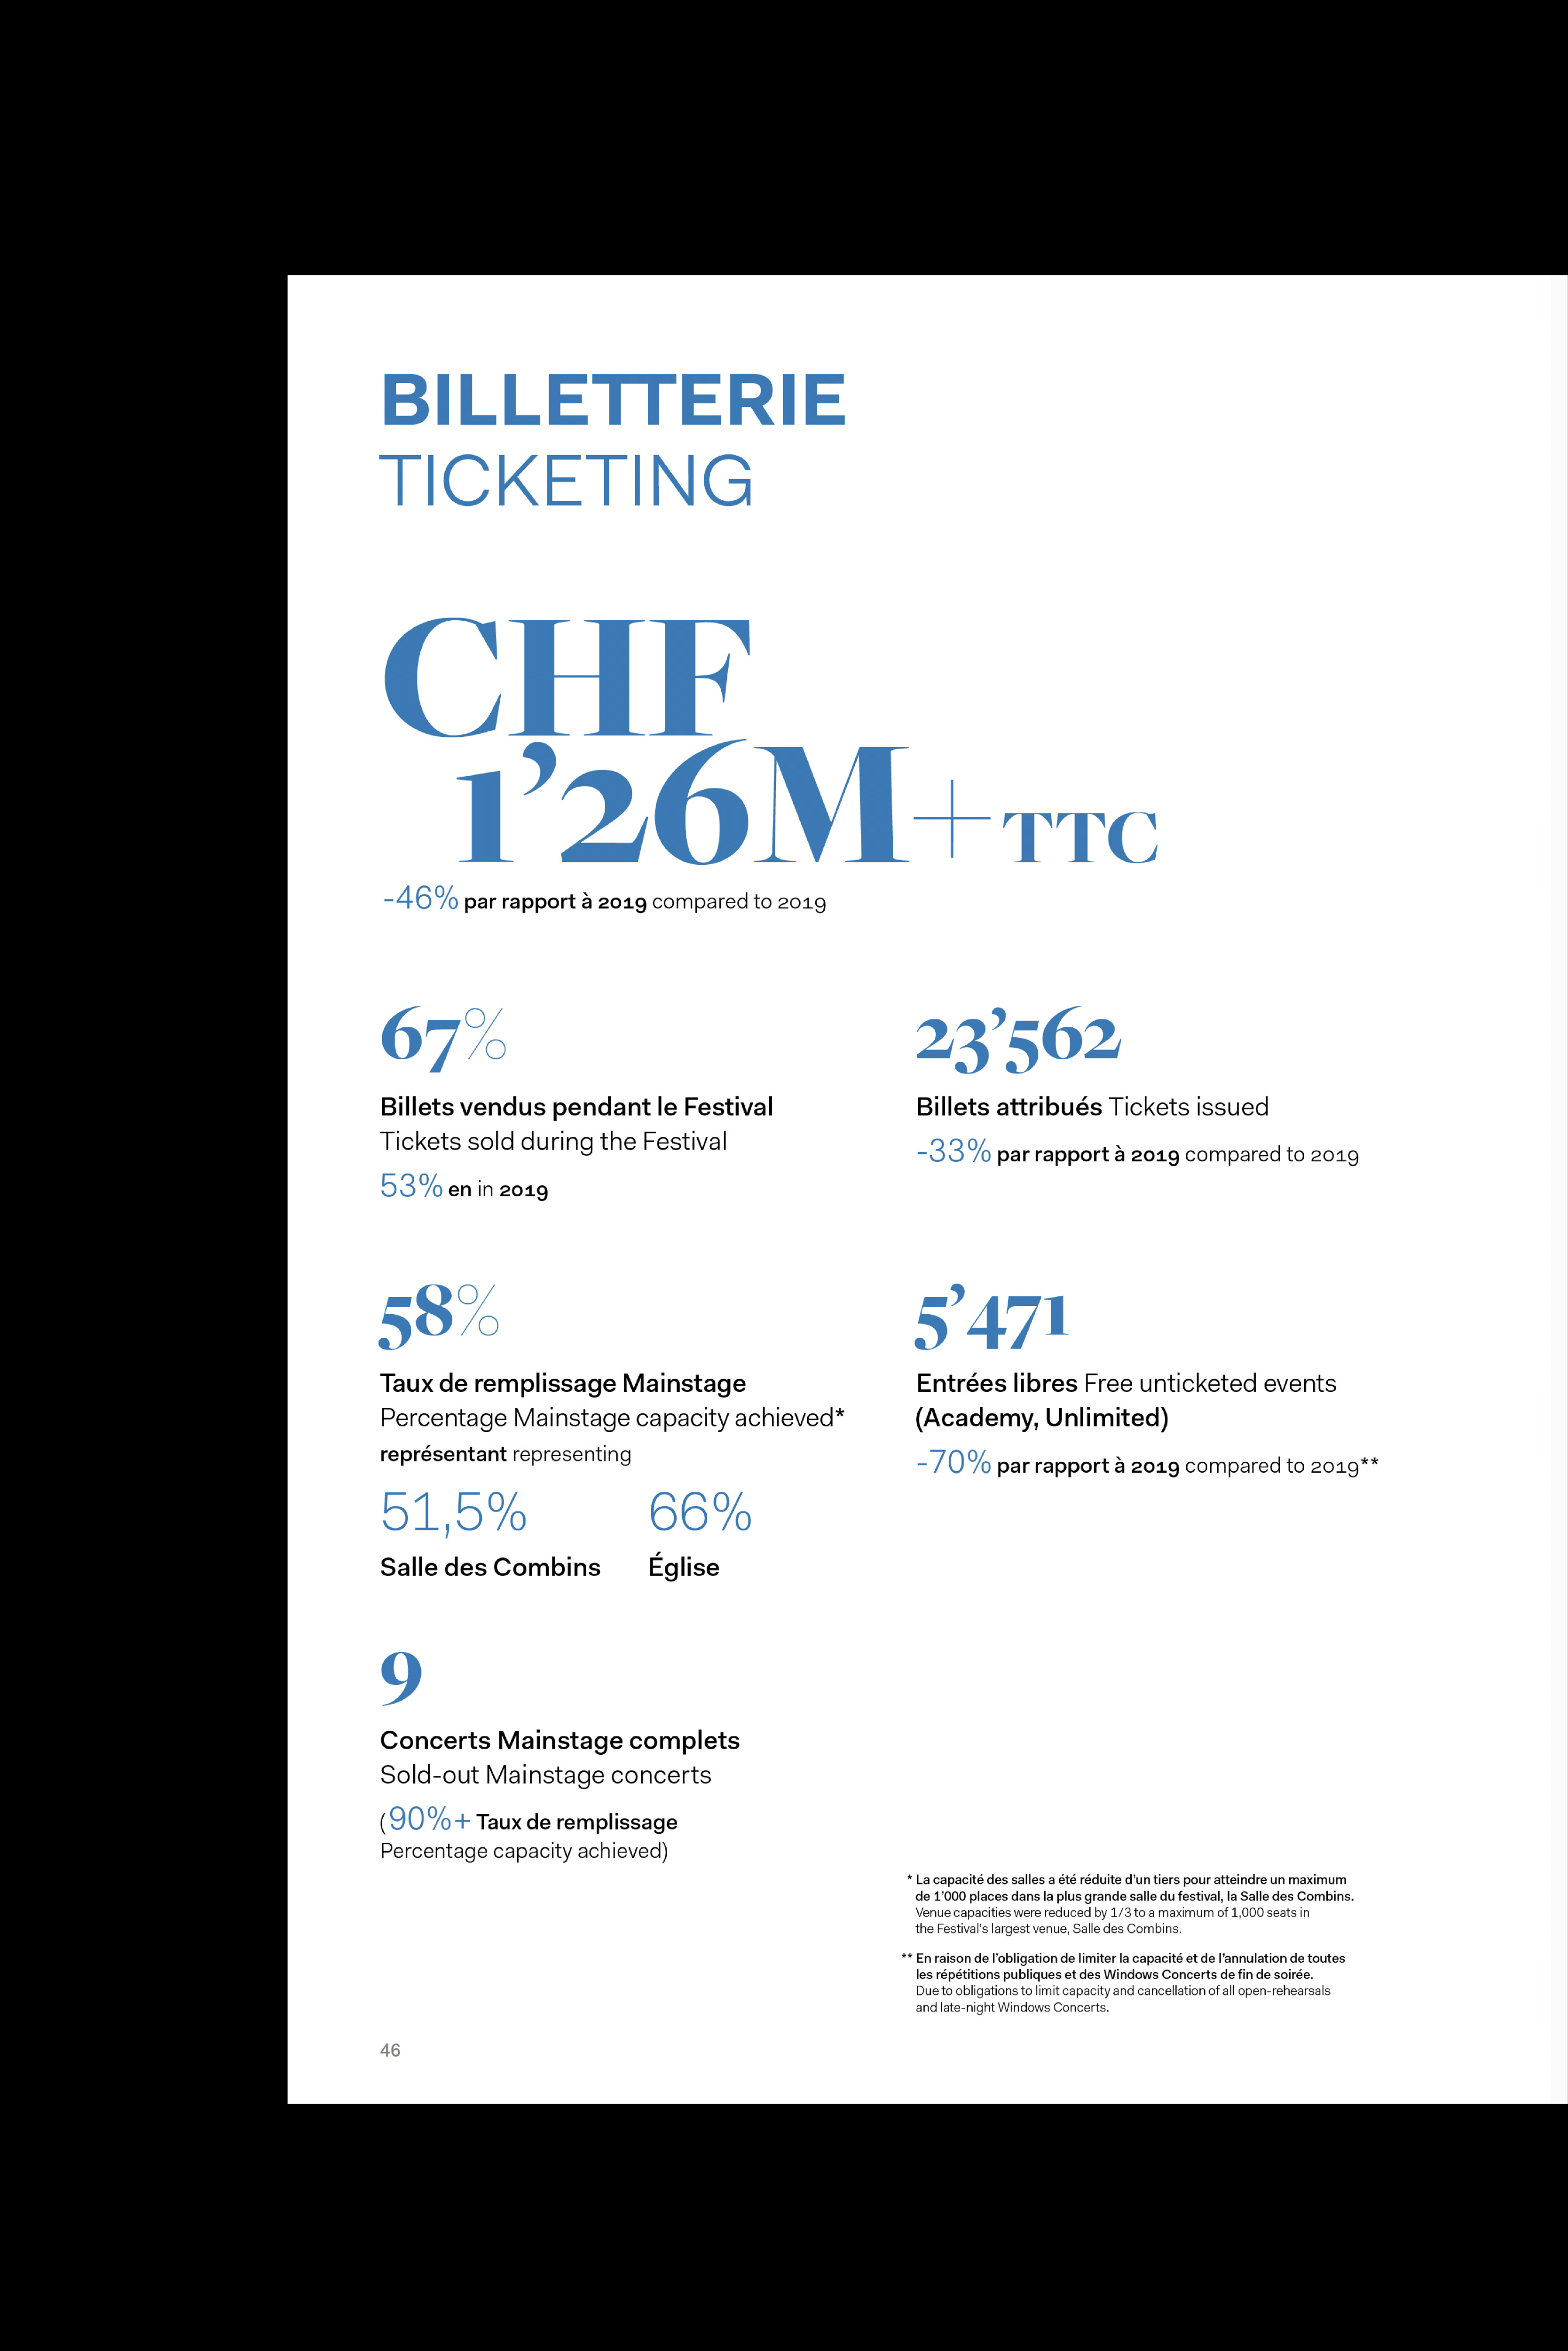 BILLETTERIE
TICKETING
CHF
1’26M+ TTC
-46% par rapport à 2019 compared to 2019
67%
Billets vendus pendant le Festival
Tickets sold during the Festival
53% en in 2019
23’562
Billets attribués Tickets issued
-33% par rapport à 2019 compared to 2019
58%
Taux de remplissage Mainstage
Percentage Mainstage capacity achieved*
représentant representing
51,5% 66%
Salle des Combins Église
5’471
Entrées libres Free unticketed events
(Academy, Unlimited)
-70% par rapport à 2019 compared to 2019**
9
Concerts Mainstage complets
Sold-out Mainstage concerts
(90%+ Taux de remplissage
Percentage capacity achieved)
* La capacité des salles a été réduite d’un tiers pour atteindre un maximum
de 1’000 places dans la plus grande salle du festival, la Salle des Combins.
Venue capacities were reduced by 1/3 to a maximum of 1,000 seats in
the Festival’s largest venue, Salle des Combins.
** En raison de l’obligation de limiter la capacité et de l’annulation de toutes
les répétitions publiques et des Windows Concerts de fin de soirée.
Due to obligations to limit capacity and cancellation of all open-rehearsals
and late-night Windows Concerts.
46